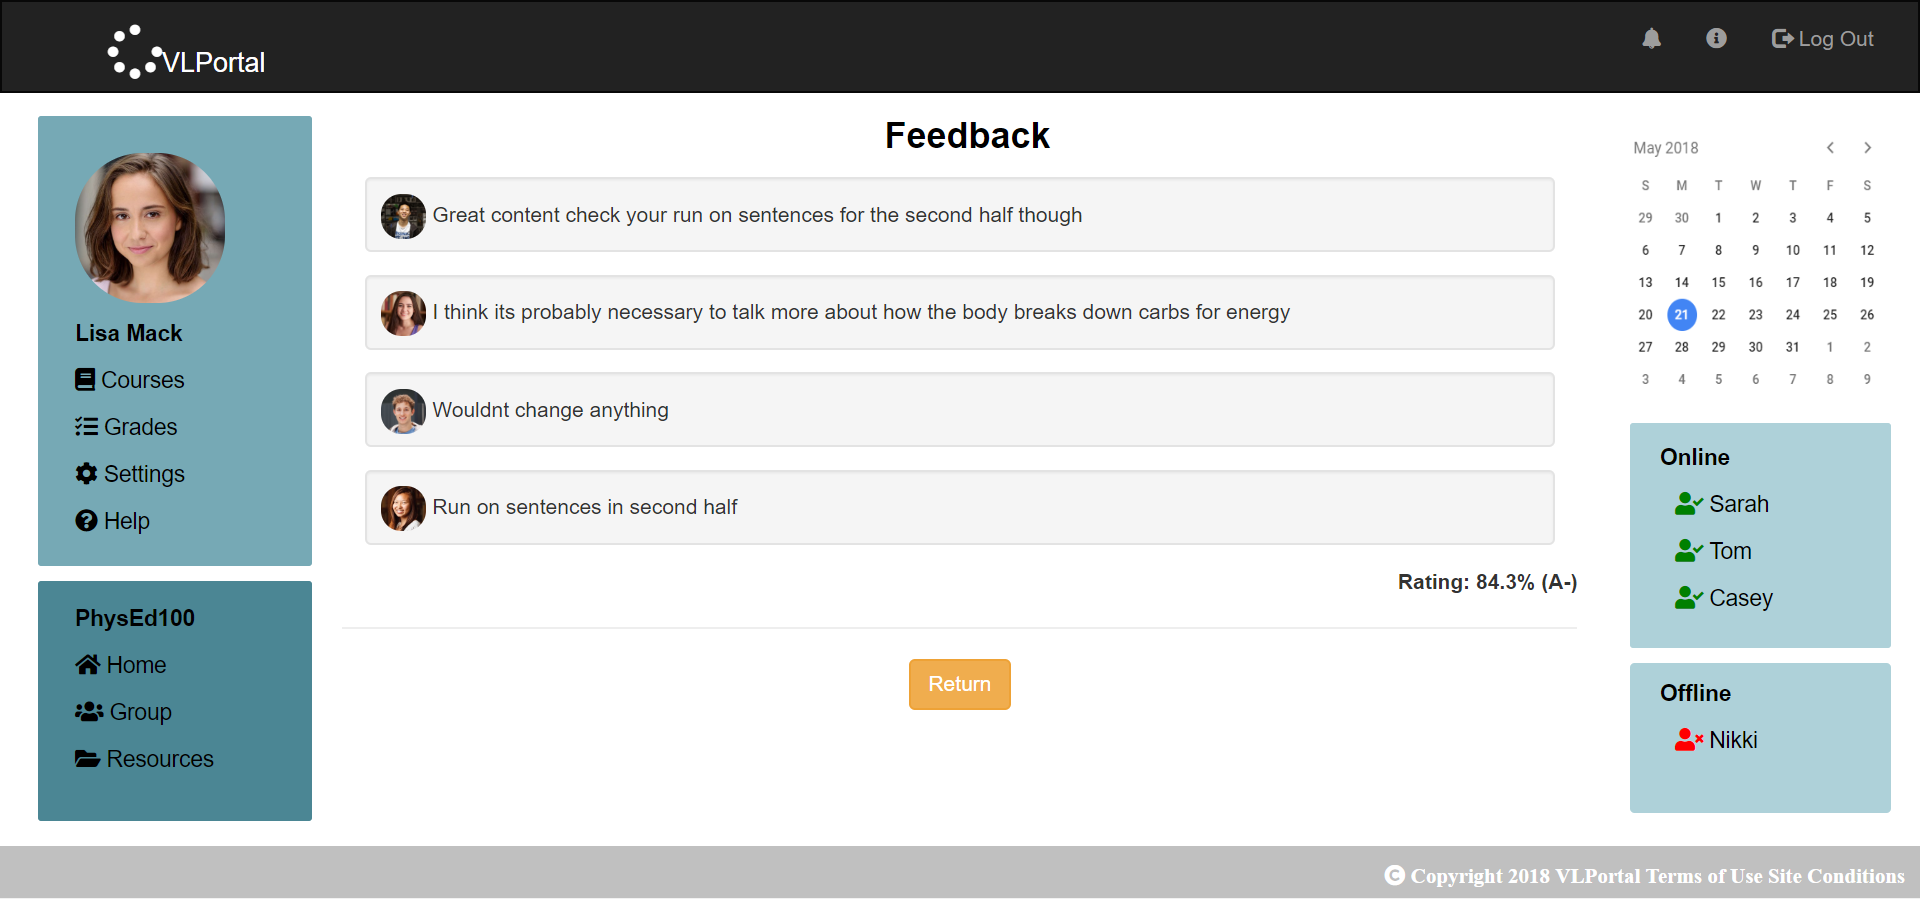 VLPortal
Log Out
Lisa Mack
Courses
Grades
Settings
Help
PhysEd100
Home
Group
Resources
Feedback
Great content check your run on sentences for the second half though
I think its probably necessary to talk more about how the body breaks down carbs for energy
Wouldnt change anything
Run on sentences in second half
Rating: 84.3% (A-)
Return
May 2018
S M T W T F S
29 30 1 2 3 4 5
6 7 8 9 10 11 12
13 14 15 16 17 18 19
20 21 22 23 24 25 26
27 28 29 30 31 1 2
3 4 5 6 7 8 9
Online
Sarah
Tom
Casey
Offline
Nikki
© Copyright 2018 VLPortal Terms of Use Site Conditions